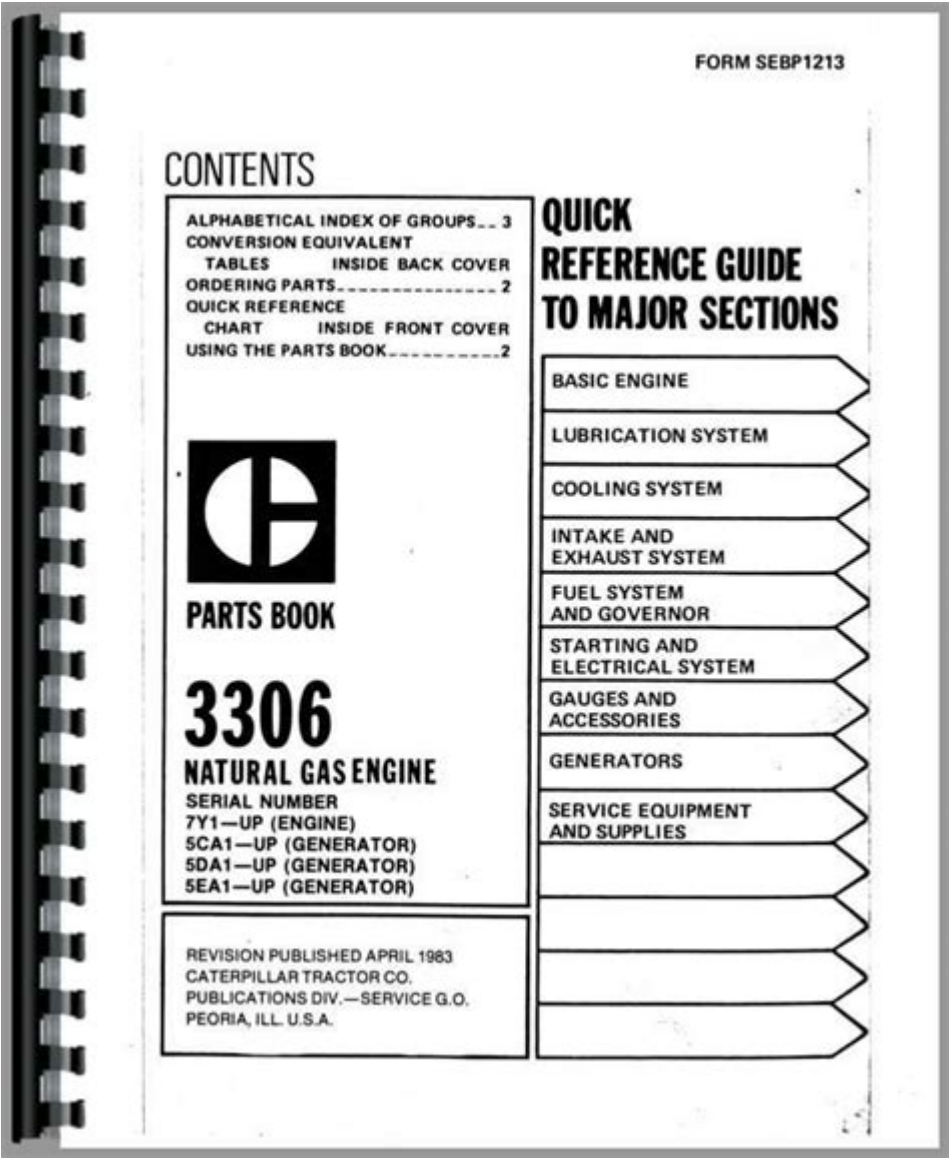 FORM SEBP1213
CONTENTS
ALPHABETICAL INDEX OF GROUPS__ 3
CONVERSION EQUIVALENT
TABLES INSIDE BACK COVER
ORDERING PARTS________________ 2
QUICK REFERENCE
CHART INSIDE FRONT COVER
USING THE PARTS BOOK__________2
PARTS BOOK
3306
NATURAL GAS ENGINE
SERIAL NUMBER
7Y1—UP (ENGINE)
5CA1—UP (GENERATOR)
5DA1—UP (GENERATOR)
5EA1—UP (GENERATOR)
REVISION PUBLISHED APRIL 1983
CATERPILLAR TRACTOR CO.
PUBLICATIONS DIV.—SERVICE G.O.
PEORIA, ILL. U.S.A.
QUICK
REFERENCE GUIDE
TO MAJOR SECTIONS
BASIC ENGINE
LUBRICATION SYSTEM
COOLING SYSTEM
INTAKE AND
EXHAUST SYSTEM
FUEL SYSTEM
AND GOVERNOR
STARTING AND
ELECTRICAL SYSTEM
GAUGES AND
ACCESSORIES
GENERATORS
SERVICE EQUIPMENT
AND SUPPLIES